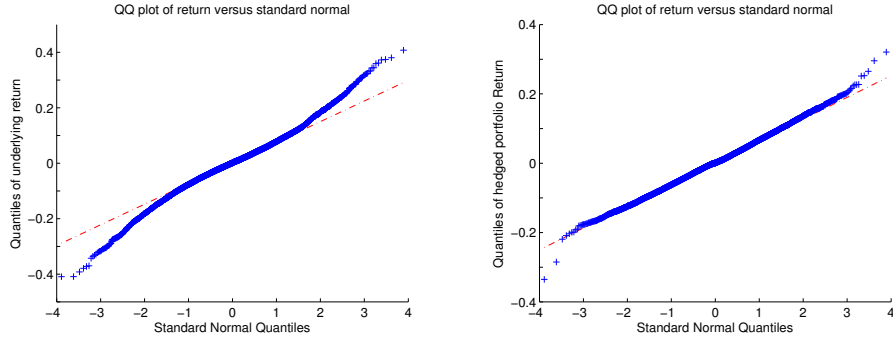 QQ plot of return versus standard normal
Quantiles of underlying return
0.4
0.2
0
−0.2
−0.4
−4 −3 −2 −1 0 1 2 3 4
Standard Normal Quantiles
QQ plot of return versus standard normal
Quantiles of hedged portfolio Return
0.4
0.2
0
−0.2
−0.4
−4 −3 −2 −1 0 1 2 3 4
Standard Normal Quantiles